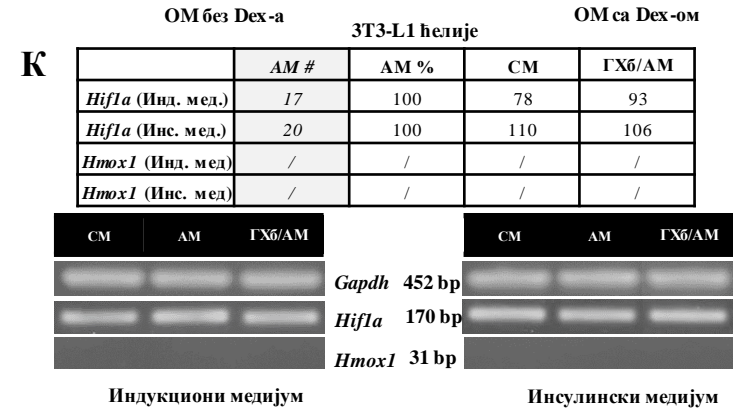 ОМ без Dex-а ОМ са Dex-ом
3T3-L1 ћелије
К
АМ # АМ % СМ ГХб/АМ
Hif1a (Инд. мед.) 17 100 78 93
Hif1a (Инс. мед.) 20 100 110 106
Hmox1 (Инд. мед) / / / /
Hmox1 (Инс. мед) / / / /
СМ АМ ГХб/АМ СМ АМ ГХб/АМ
Gapdh 452 bp
Hif1a 170 bp
Hmox1 31 bp
Индукциони медијум Инсулински медијум